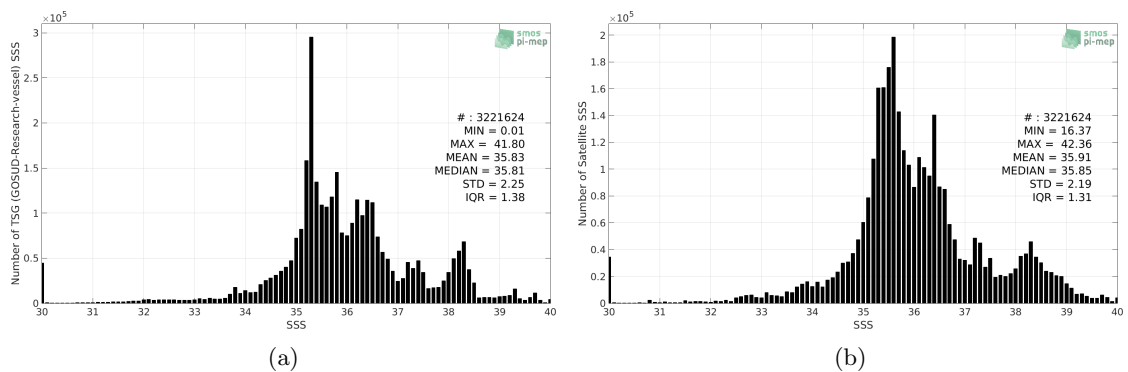 ×10⁵
3
2.5
2
1.5
1
0.5
0
Number of TSG (GOSUD-Research-vessel) SSS
smos
pi-mep
# : 3221624
MIN = 0.01
MAX = 41.80
MEAN = 35.83
MEDIAN = 35.81
STD = 2.25
IQR = 1.38
30 31 32 33 34 35 36 37 38 39 40
SSS
(a)
×10⁵
2
1.8
1.6
1.4
1.2
1
0.8
0.6
0.4
0.2
0
Number of Satellite SSS
smos
pi-mep
# : 3221624
MIN = 16.37
MAX = 42.36
MEAN = 35.91
MEDIAN = 35.85
STD = 2.19
IQR = 1.31
30 31 32 33 34 35 36 37 38 39 40
SSS
(b)